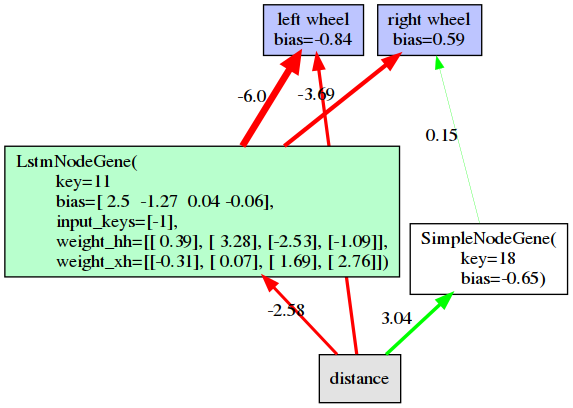 left wheel
bias=-0.84
right wheel
bias=0.59
-6.0
-3.69
0.15
LstmNodeGene(
key=11
bias=[ 2.5 -1.27 0.04 -0.06],
input_keys=[-1],
weight_hh=[[ 0.39], [ 3.28], [-2.53], [-1.09]],
weight_xh=[[-0.31], [ 0.07], [ 1.69], [ 2.76]])
SimpleNodeGene(
key=18
bias=-0.65)
-2.58
3.04
distance